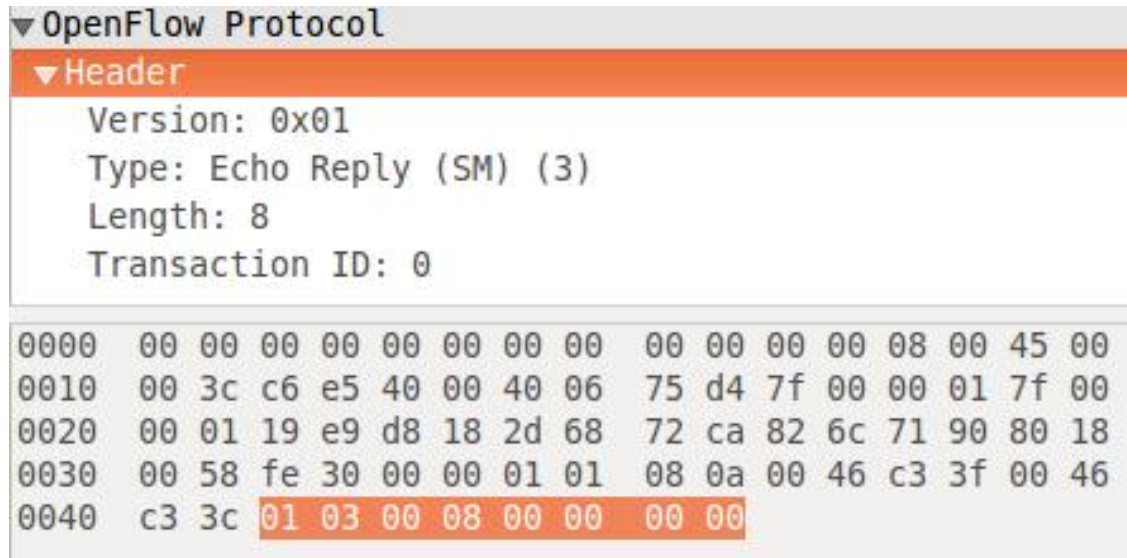 OpenFlow Protocol
Header
Version: 0x01
Type: Echo Reply (SM) (3)
Length: 8
Transaction ID: 0
0000 00 00 00 00 00 00 00 00 00 00 00 00 08 00 45 00
0010 00 3c c6 e5 40 00 40 06 75 d4 7f 00 00 01 7f 00
0020 00 01 19 e9 d8 18 2d 68 72 ca 82 6c 71 90 80 18
0030 00 58 fe 30 00 00 01 01 08 0a 00 46 c3 3f 00 46
0040 c3 3c 01 03 00 08 00 00 00 00